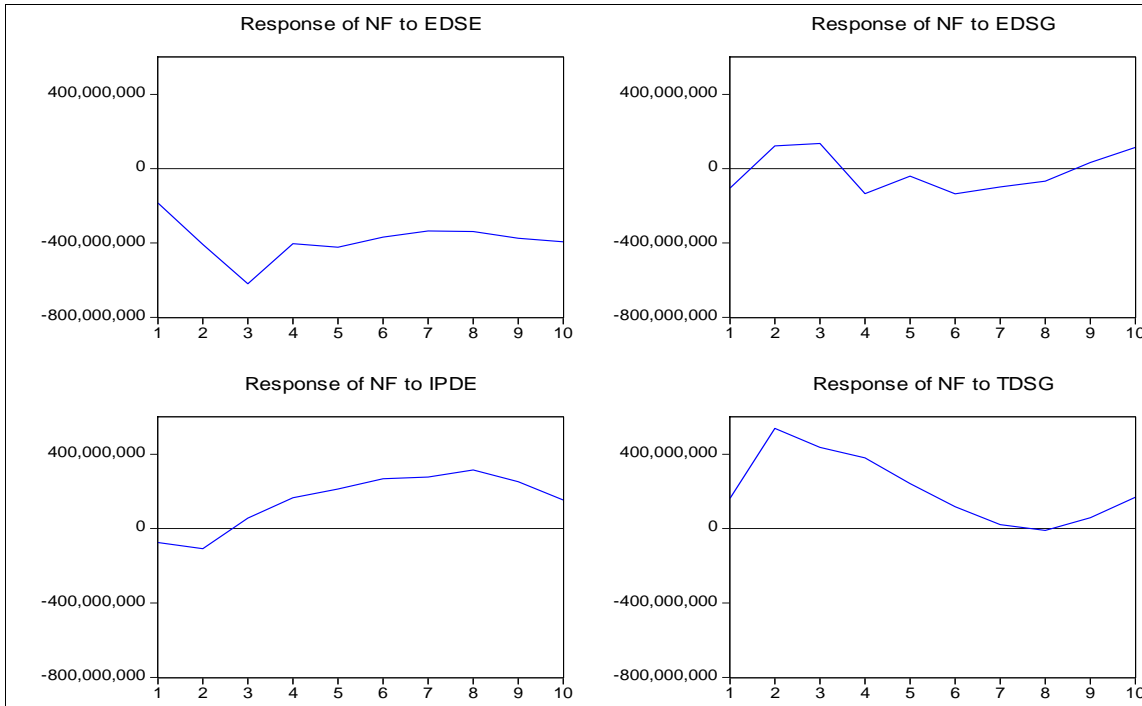 Response of NF to EDSE
400,000,000
0
-400,000,000
-800,000,000
1 2 3 4 5 6 7 8 9 10
Response of NF to EDSG
400,000,000
0
-400,000,000
-800,000,000
1 2 3 4 5 6 7 8 9 10
Response of NF to IPDE
400,000,000
0
-400,000,000
-800,000,000
1 2 3 4 5 6 7 8 9 10
Response of NF to TDSG
400,000,000
0
-400,000,000
-800,000,000
1 2 3 4 5 6 7 8 9 10